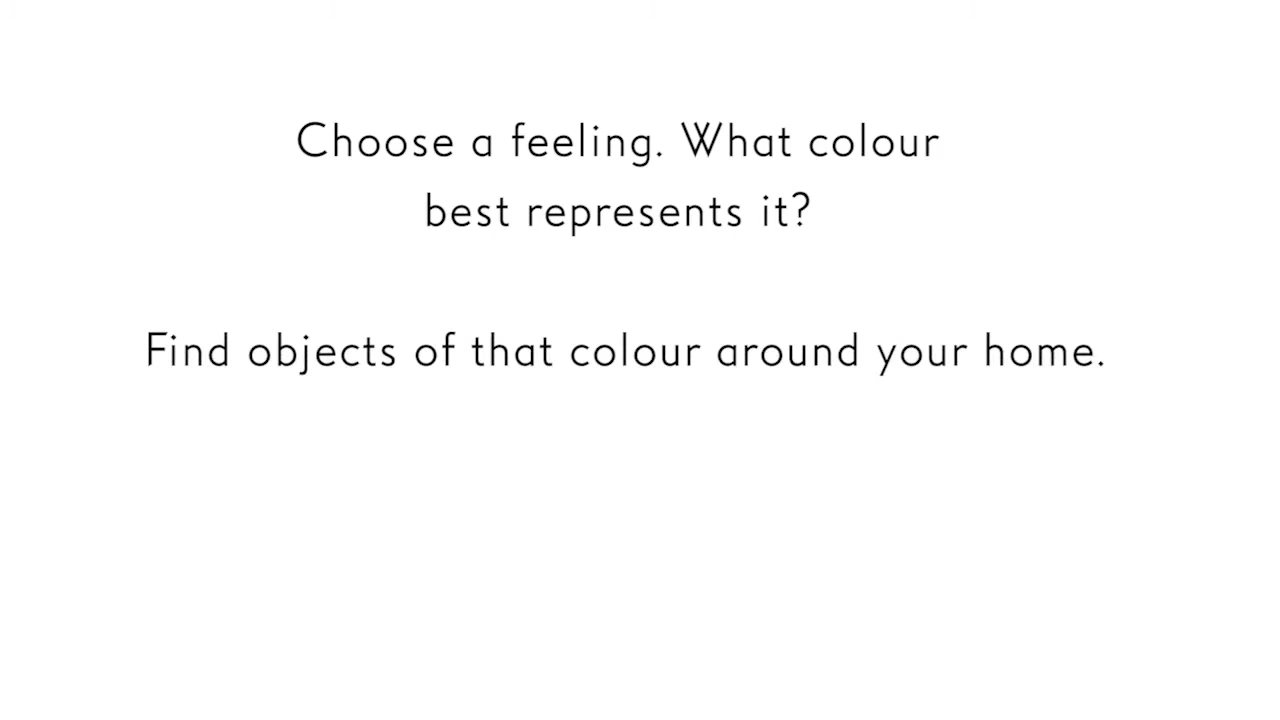 Choose a feeling. What colour
best represents it?
Find objects of that colour around your home.